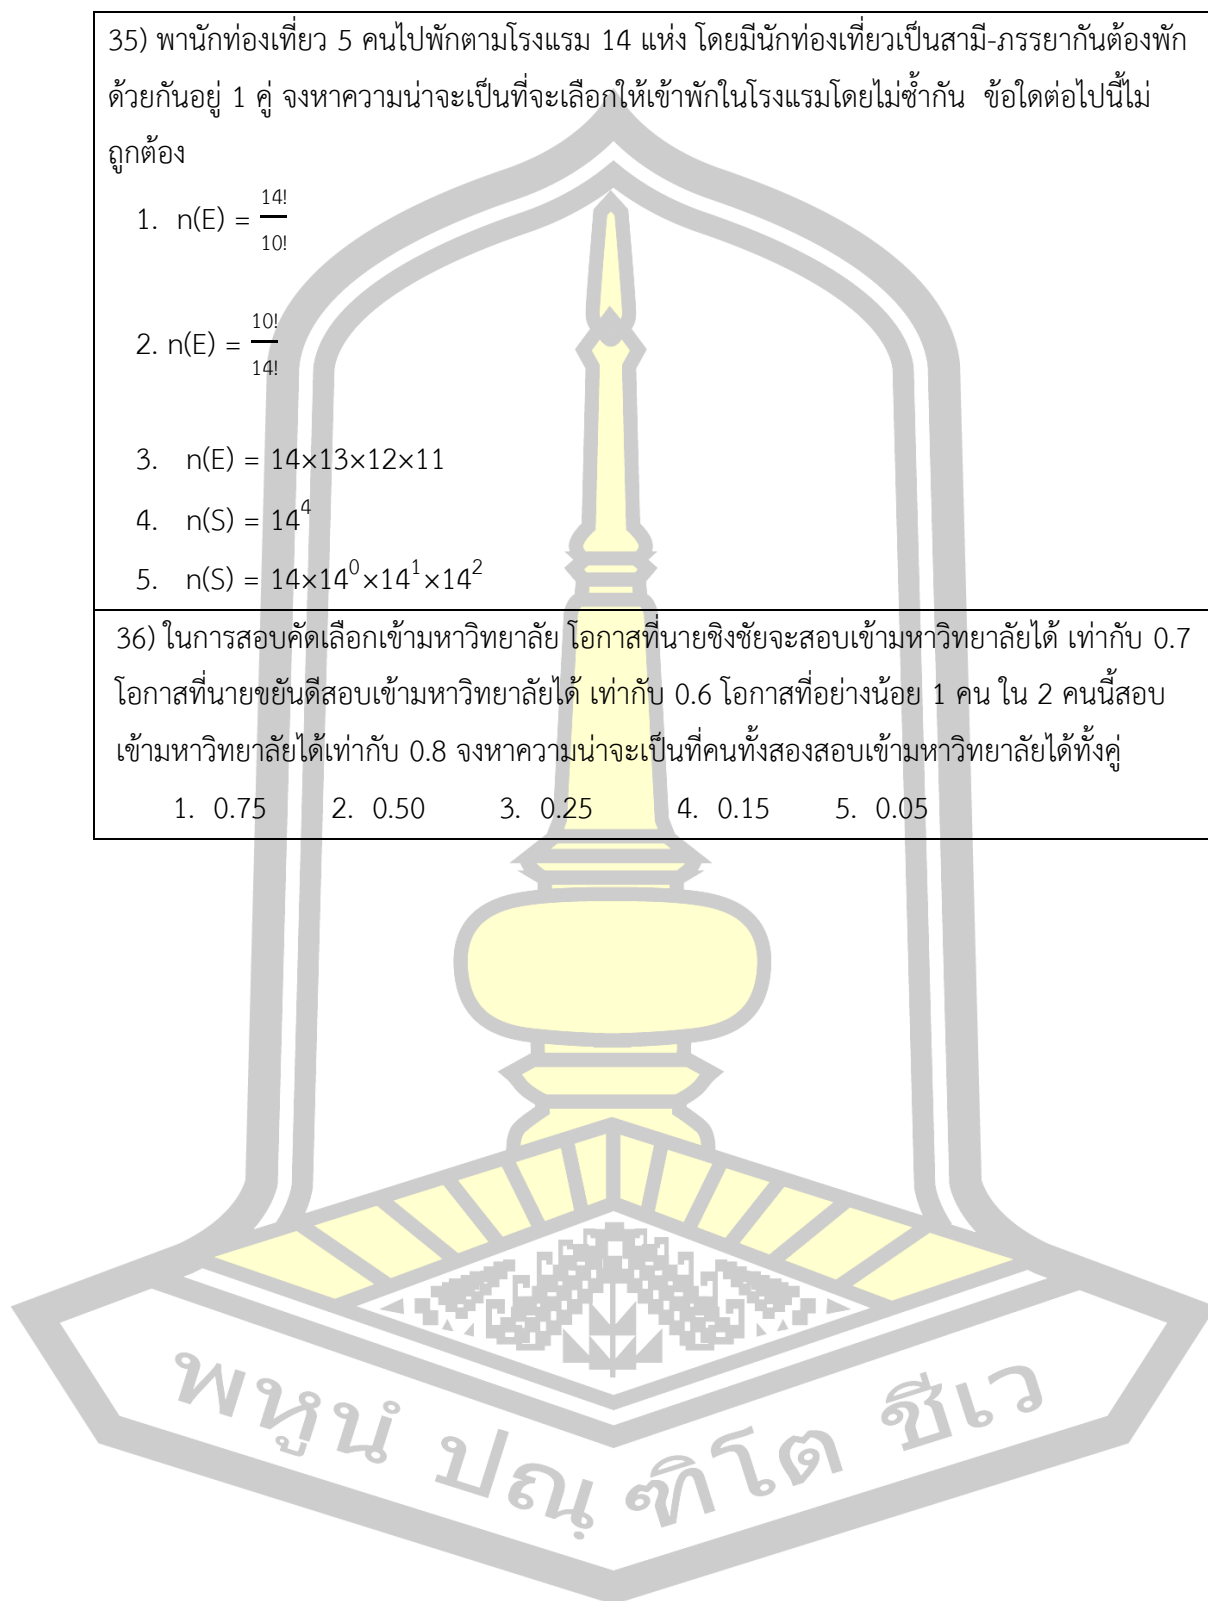 35) พานักท่องเที่ยว 5 คนไปพักตามโรงแรม 14 แห่ง โดยมีนักท่องเที่ยวเป็นสามี-ภรรยากันต้องพัก
ด้วยกันอยู่ 1 คู่ จงหาความน่าจะเป็นที่จะเลือกให้เข้าพักในโรงแรมโดยไม่ซ้ำกัน ข้อใดต่อไปนี้ไม่
ถูกต้อง
1. n(E) = 14!/10!
2. n(E) = 10!/14!
3. n(E) = 14×13×12×11
4. n(S) = 14⁴
5. n(S) = 14×14⁰×14¹×14²
36) ในการสอบคัดเลือกเข้ามหาวิทยาลัย โอกาสที่นายชิงชัยจะสอบเข้ามหาวิทยาลัยได้ เท่ากับ 0.7
โอกาสที่นายขยันดีสอบเข้ามหาวิทยาลัยได้ เท่ากับ 0.6 โอกาสที่อย่างน้อย 1 คน ใน 2 คนนี้สอบ
เข้ามหาวิทยาลัยได้เท่ากับ 0.8 จงหาความน่าจะเป็นที่คนทั้งสองสอบเข้ามหาวิทยาลัยได้ทั้งคู่
1. 0.75 2. 0.50 3. 0.25 4. 0.15 5. 0.05
พหูนํ ปณฺฑิโต ชีเว